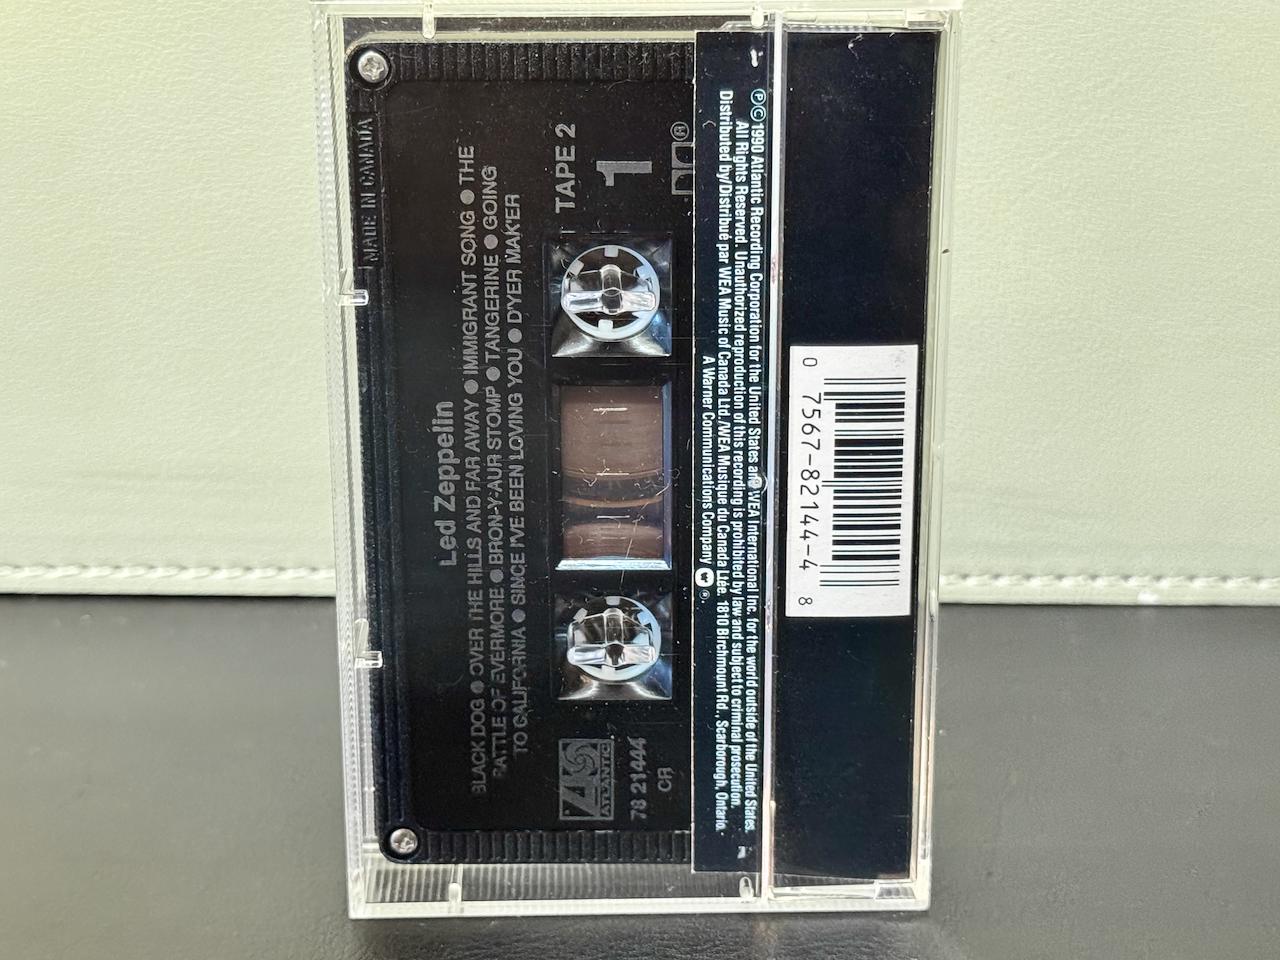 MADE IN CANADA
Led Zeppelin
BLACK DOG ● OVER THE HILLS AND FAR AWAY ● IMMIGRANT SONG ● THE
BATTLE OF EVERMORE ● BRON-Y-AUR STOMP ● TANGERINE ● GOING
TO CALIFORNIA ● SINCE I'VE BEEN LOVING YOU ● D'YER MAK'ER
TAPE 2
1
ATLANTIC
78 21444
CR
℗©1990 Atlantic Recording Corporation for the United States and WEA International Inc. for the world outside of the United States.
All Rights Reserved. Unauthorized reproduction of this recording is prohibited by law and subject to criminal prosecution.
Distributed by/Distribué par WEA Music of Canada Ltd./WEA Musique du Canada Ltée. 1810 Birchmount Rd., Scarborough, Ontario.
A Warner Communications Company ®.
0 7567-82144-4 8